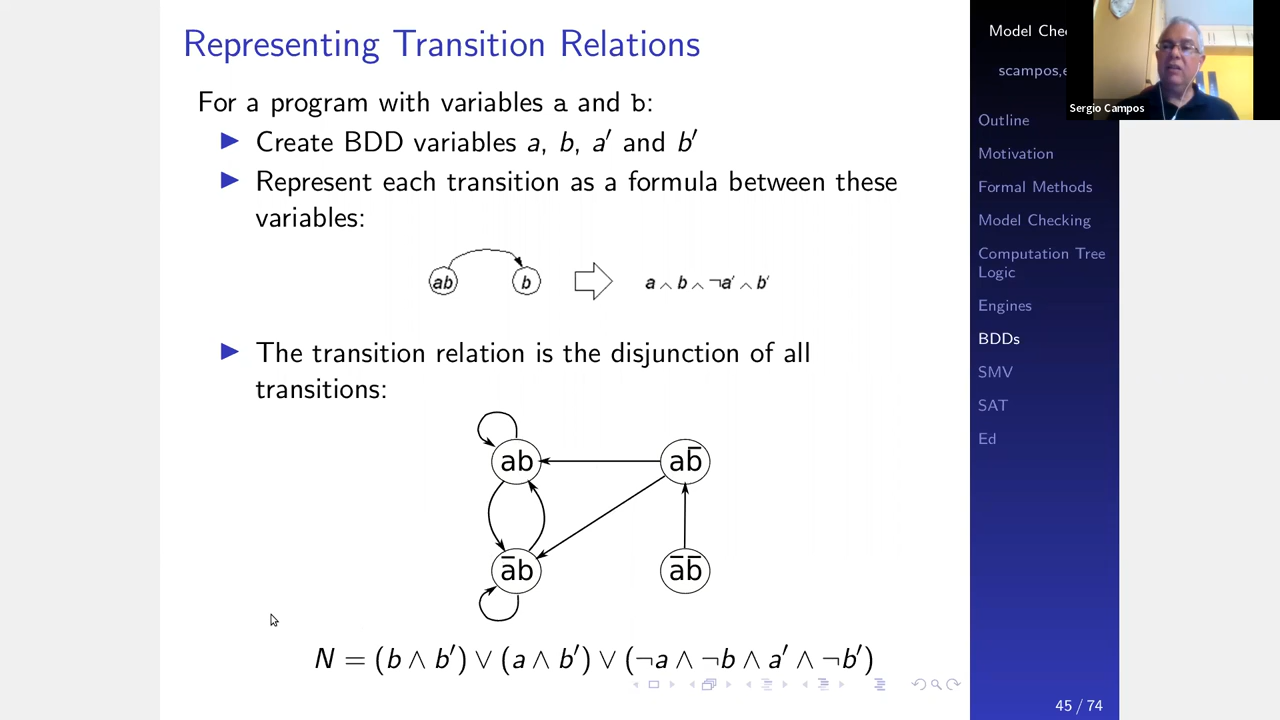 Representing Transition Relations
For a program with variables a and b:
▶ Create BDD variables a, b, a′ and b′
▶ Represent each transition as a formula between these
variables:
ab b a ∧ b ∧ ¬a′ ∧ b′
▶ The transition relation is the disjunction of all
transitions:
ab ab̅
a̅b a̅b̅
N = (b ∧ b′) ∨ (a ∧ b′) ∨ (¬a ∧ ¬b ∧ a′ ∧ ¬b′)
Model Che
scampos,e
Sergio Campos
Outline
Motivation
Formal Methods
Model Checking
Computation Tree
Logic
Engines
BDDs
SMV
SAT
Ed
45 / 74